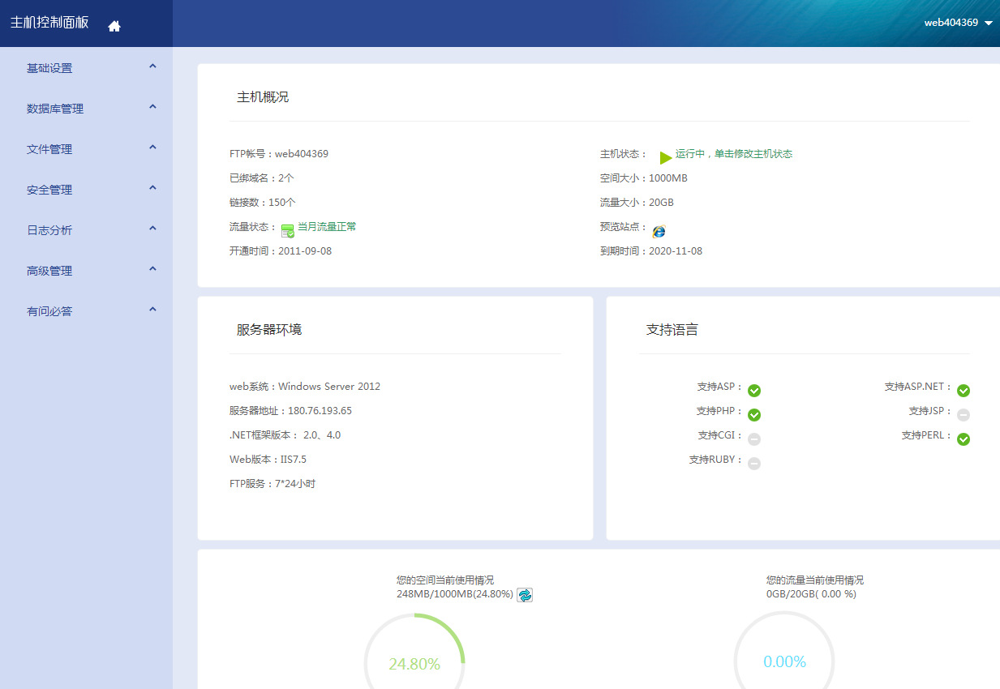 主机控制面板
web404369
基础设置
数据库管理
文件管理
安全管理
日志分析
高级管理
有问必答
主机概况
FTP帐号：web404369
主机状态： 运行中，单击修改主机状态
已绑域名：2个
空间大小：1000MB
链接数：150个
流量大小：20GB
流量状态： 当月流量正常
预览站点：
开通时间：2011-09-08
到期时间：2020-11-08
服务器环境
web系统：Windows Server 2012
服务器地址：180.76.193.65
.NET框架版本： 2.0、4.0
Web版本：IIS7.5
FTP服务：7*24小时
支持语言
支持ASP：
支持ASP.NET：
支持PHP：
支持JSP：
支持CGI：
支持PERL：
支持RUBY：
您的空间当前使用情况
248MB/1000MB(24.80%)
24.80%
您的流量当前使用情况
0GB/20GB( 0.00 %)
0.00%